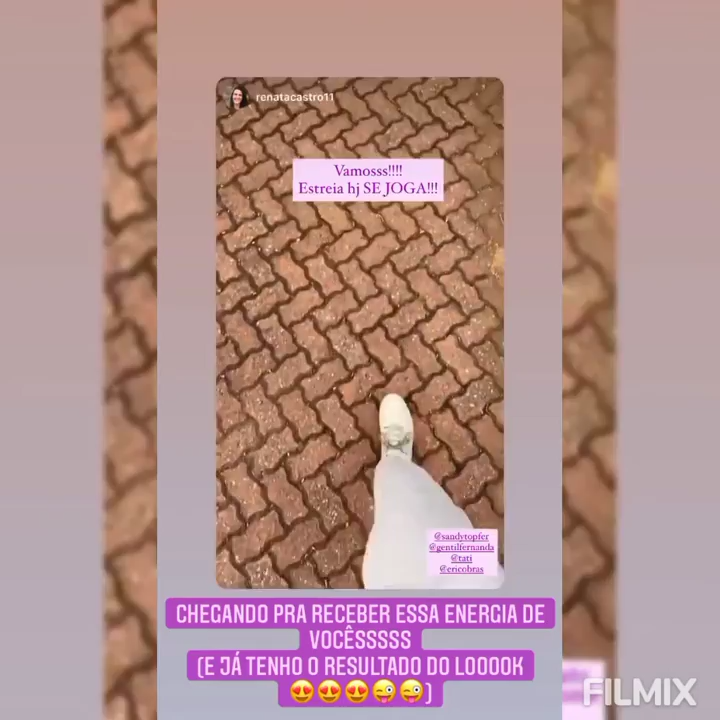 renatacastro11
Vamosss!!!!
Estreia hj SE JOGA!!!
@sandytopfer
@gentilfernanda
@tati
@ericobras
CHEGANDO PRA RECEBER ESSA ENERGIA DE
VOCÊSSSSS
(E JÁ TENHO O RESULTADO DO LOOOOK
😍😍😍😜😜)
FILMIX